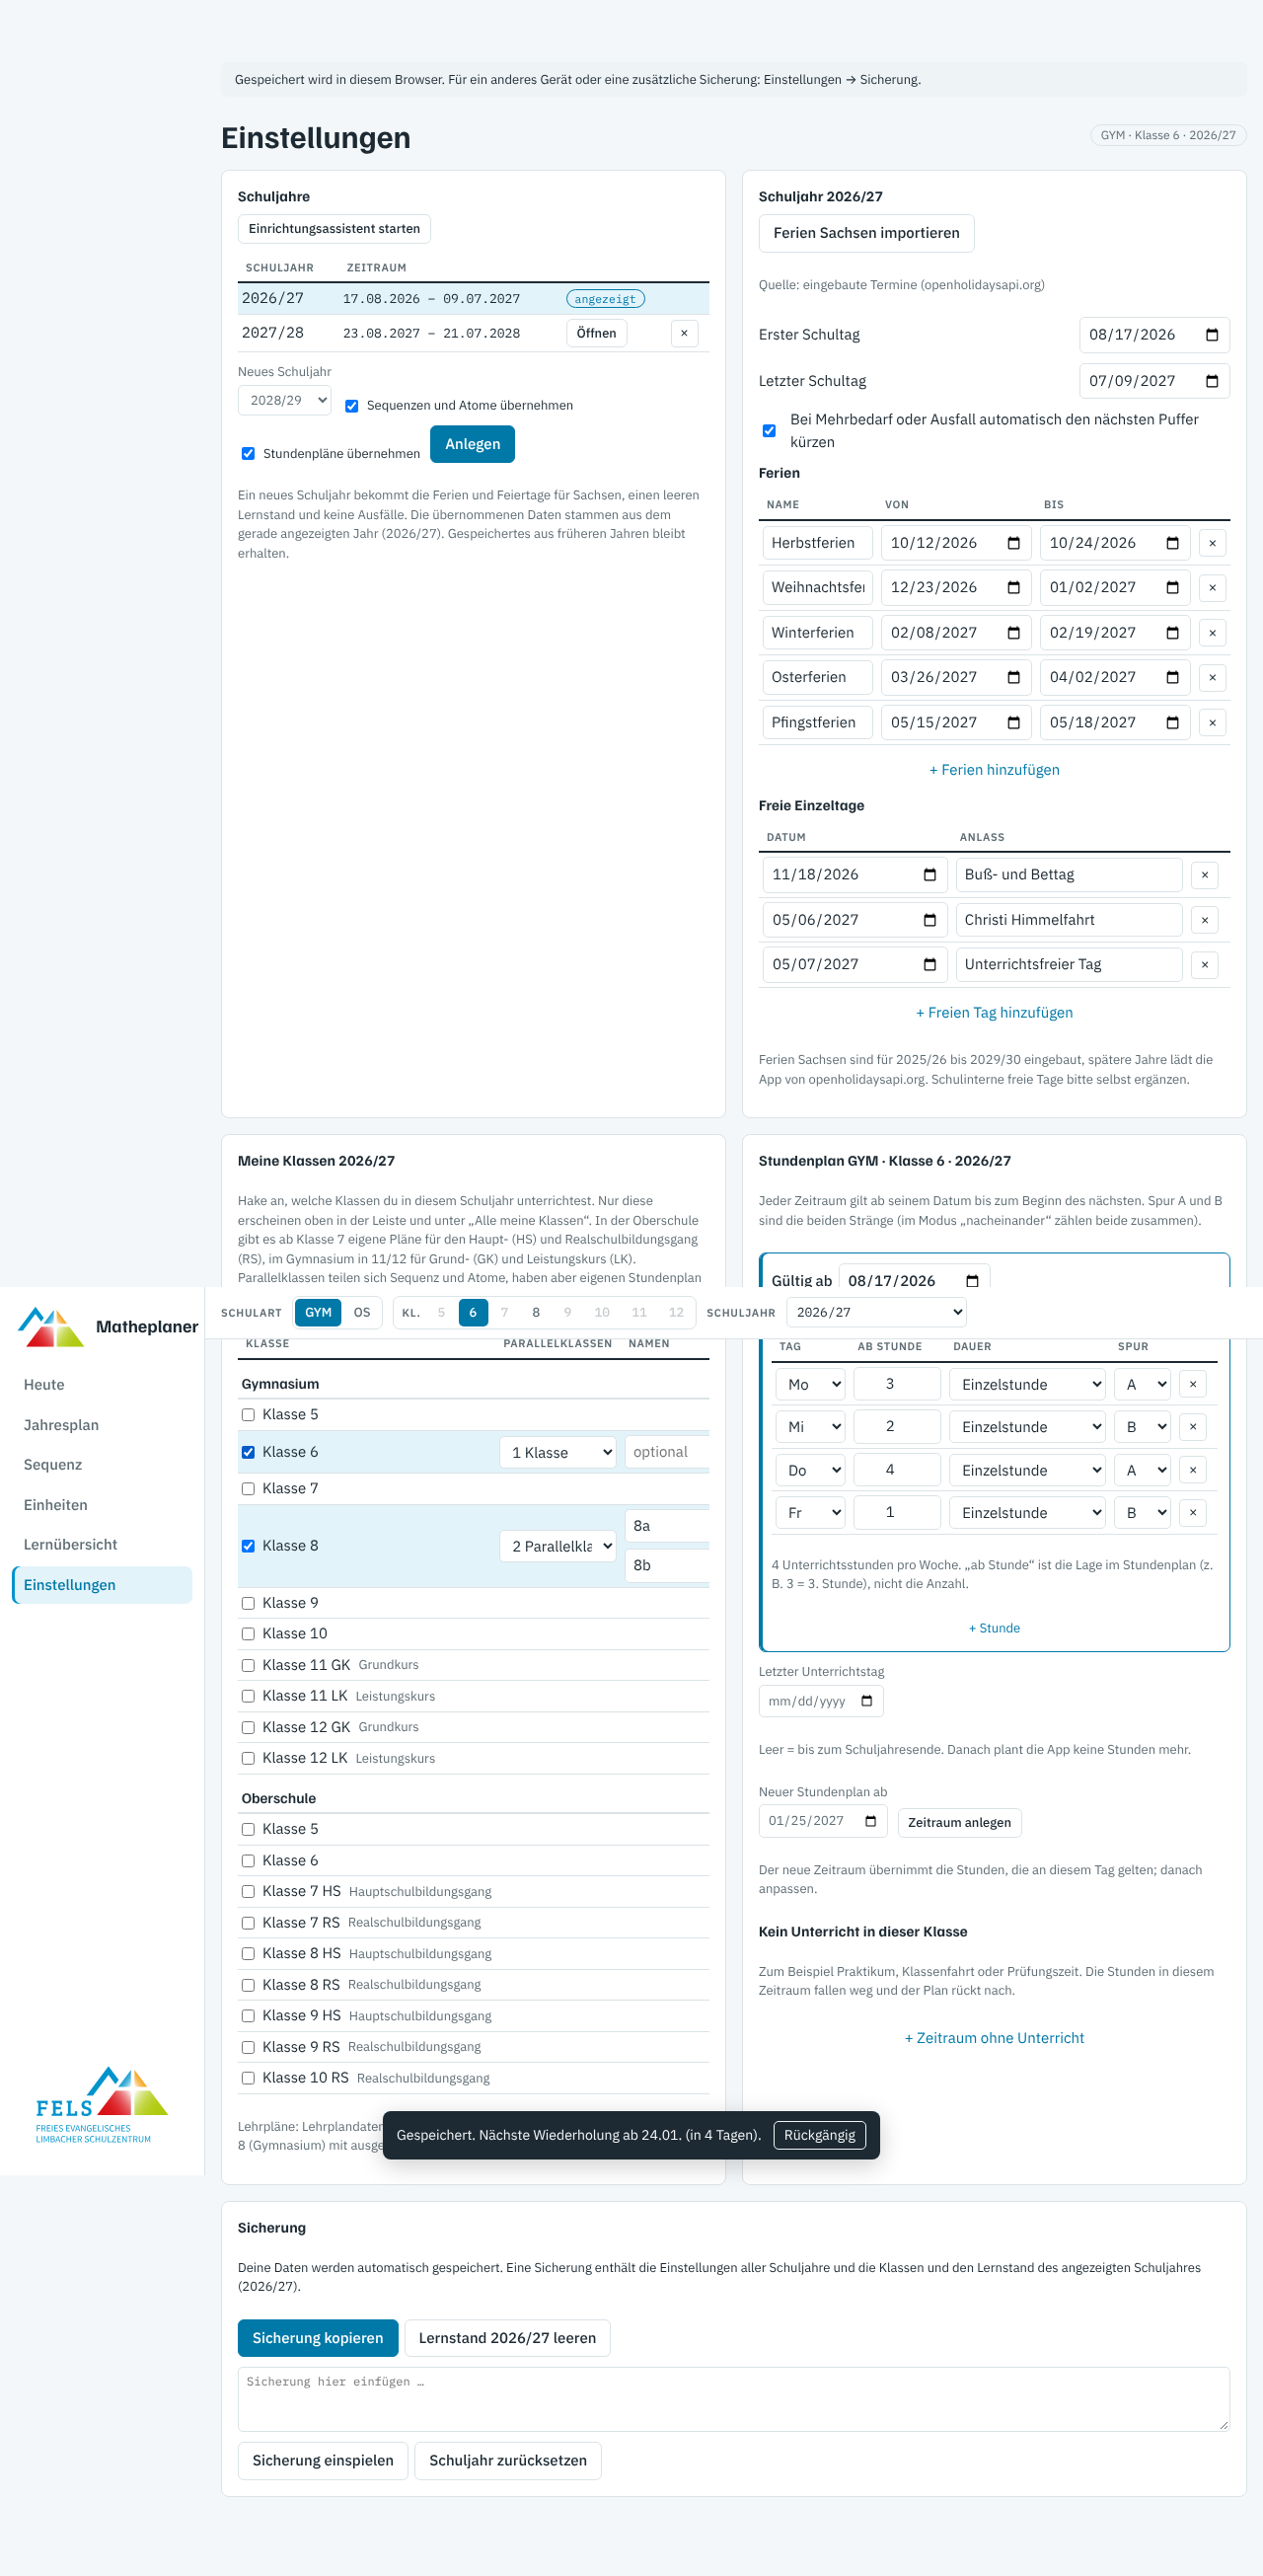 Gespeichert wird in diesem Browser. Für ein anderes Gerät oder eine zusätzliche Sicherung: Einstellungen → Sicherung.
Einstellungen
GYM · Klasse 6 · 2026/27
Schuljahre
Einrichtungsassistent starten
SCHULJAHR ZEITRAUM
2026/27 17.08.2026 – 09.07.2027 angezeigt
2027/28 23.08.2027 – 21.07.2028 Öffnen ×
Neues Schuljahr
2028/29 Sequenzen und Atome übernehmen
Stundenpläne übernehmen Anlegen
Ein neues Schuljahr bekommt die Ferien und Feiertage für Sachsen, einen leeren
Lernstand und keine Ausfälle. Die übernommenen Daten stammen aus dem
gerade angezeigten Jahr (2026/27). Gespeichertes aus früheren Jahren bleibt
erhalten.
Schuljahr 2026/27
Ferien Sachsen importieren
Quelle: eingebaute Termine (openholidaysapi.org)
Erster Schultag 08/17/2026
Letzter Schultag 07/09/2027
Bei Mehrbedarf oder Ausfall automatisch den nächsten Puffer
kürzen
Ferien
NAME VON BIS
Herbstferien 10/12/2026 10/24/2026 ×
Weihnachtsfe 12/23/2026 01/02/2027 ×
Winterferien 02/08/2027 02/19/2027 ×
Osterferien 03/26/2027 04/02/2027 ×
Pfingstferien 05/15/2027 05/18/2027 ×
+ Ferien hinzufügen
Freie Einzeltage
DATUM ANLASS
11/18/2026 Buß- und Bettag ×
05/06/2027 Christi Himmelfahrt ×
05/07/2027 Unterrichtsfreier Tag ×
+ Freien Tag hinzufügen
Ferien Sachsen sind für 2025/26 bis 2029/30 eingebaut, spätere Jahre lädt die
App von openholidaysapi.org. Schulinterne freie Tage bitte selbst ergänzen.
Meine Klassen 2026/27
Hake an, welche Klassen du in diesem Schuljahr unterrichtest. Nur diese
erscheinen oben in der Leiste und unter „Alle meine Klassen“. In der Oberschule
gibt es ab Klasse 7 eigene Pläne für den Haupt- (HS) und Realschulbildungsgang
(RS), im Gymnasium in 11/12 für Grund- (GK) und Leistungskurs (LK).
Parallelklassen teilen sich Sequenz und Atome, haben aber eigenen Stundenplan
Stundenplan GYM · Klasse 6 · 2026/27
Jeder Zeitraum gilt ab seinem Datum bis zum Beginn des nächsten. Spur A und B
sind die beiden Stränge (im Modus „nacheinander“ zählen beide zusammen).
Gültig ab 08/17/2026
Matheplaner
SCHULART GYM OS KL. 5 6 7 8 9 10 11 12 SCHULJAHR 2026/27
Heute
Jahresplan
Sequenz
Einheiten
Lernübersicht
Einstellungen
KLASSE PARALLELKLASSEN NAMEN
Gymnasium
Klasse 5
Klasse 6 1 Klasse optional
Klasse 7
Klasse 8 2 Parallelkla 8a
8b
Klasse 9
Klasse 10
Klasse 11 GK Grundkurs
Klasse 11 LK Leistungskurs
Klasse 12 GK Grundkurs
Klasse 12 LK Leistungskurs
Oberschule
Klasse 5
Klasse 6
Klasse 7 HS Hauptschulbildungsgang
Klasse 7 RS Realschulbildungsgang
Klasse 8 HS Hauptschulbildungsgang
Klasse 8 RS Realschulbildungsgang
Klasse 9 HS Hauptschulbildungsgang
Klasse 9 RS Realschulbildungsgang
Klasse 10 RS Realschulbildungsgang
Lehrpläne: Lehrplandaten
8 (Gymnasium) mit ausge
TAG AB STUNDE DAUER SPUR
Mo 3 Einzelstunde A ×
Mi 2 Einzelstunde B ×
Do 4 Einzelstunde A ×
Fr 1 Einzelstunde B ×
4 Unterrichtsstunden pro Woche. „ab Stunde“ ist die Lage im Stundenplan (z.
B. 3 = 3. Stunde), nicht die Anzahl.
+ Stunde
Letzter Unterrichtstag
mm/dd/yyyy
Leer = bis zum Schuljahresende. Danach plant die App keine Stunden mehr.
Neuer Stundenplan ab
01/25/2027 Zeitraum anlegen
Der neue Zeitraum übernimmt die Stunden, die an diesem Tag gelten; danach
anpassen.
Kein Unterricht in dieser Klasse
Zum Beispiel Praktikum, Klassenfahrt oder Prüfungszeit. Die Stunden in diesem
Zeitraum fallen weg und der Plan rückt nach.
+ Zeitraum ohne Unterricht
FELS
FREIES EVANGELISCHES
LIMBACHER SCHULZENTRUM
Gespeichert. Nächste Wiederholung ab 24.01. (in 4 Tagen). Rückgängig
Sicherung
Deine Daten werden automatisch gespeichert. Eine Sicherung enthält die Einstellungen aller Schuljahre und die Klassen und den Lernstand des angezeigten Schuljahres
(2026/27).
Sicherung kopieren Lernstand 2026/27 leeren
Sicherung hier einfügen …
Sicherung einspielen Schuljahr zurücksetzen